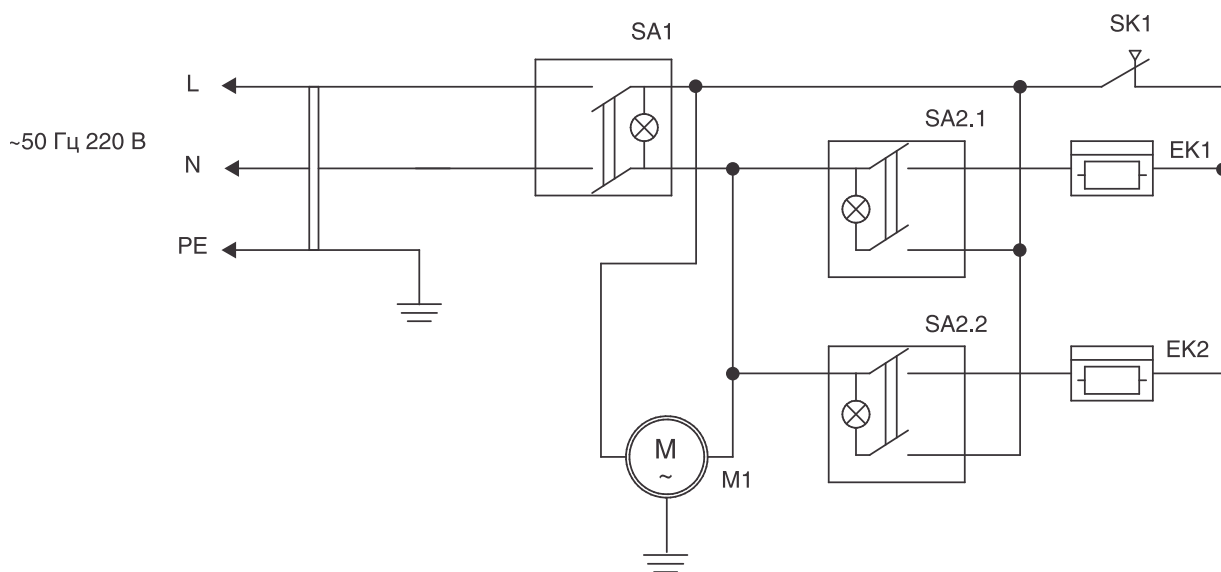 SA1
SK1
L
SA2.1
~50 Гц 220 В
EK1
N
PE
SA2.2
EK2
M
~
M1